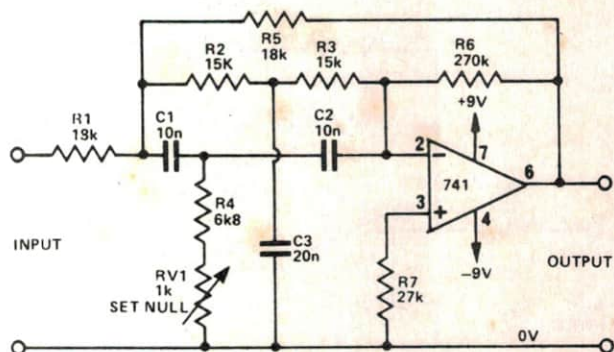 R5
18k
R2
15K
R3
15k
R6
270k
+9V
R1
18k
C1
10n
C2
10n
2
7
741
6
3
4
R4
6k8
INPUT
C3
20n
-9V
OUTPUT
RV1
1k
SET NULL
R7
27k
0V